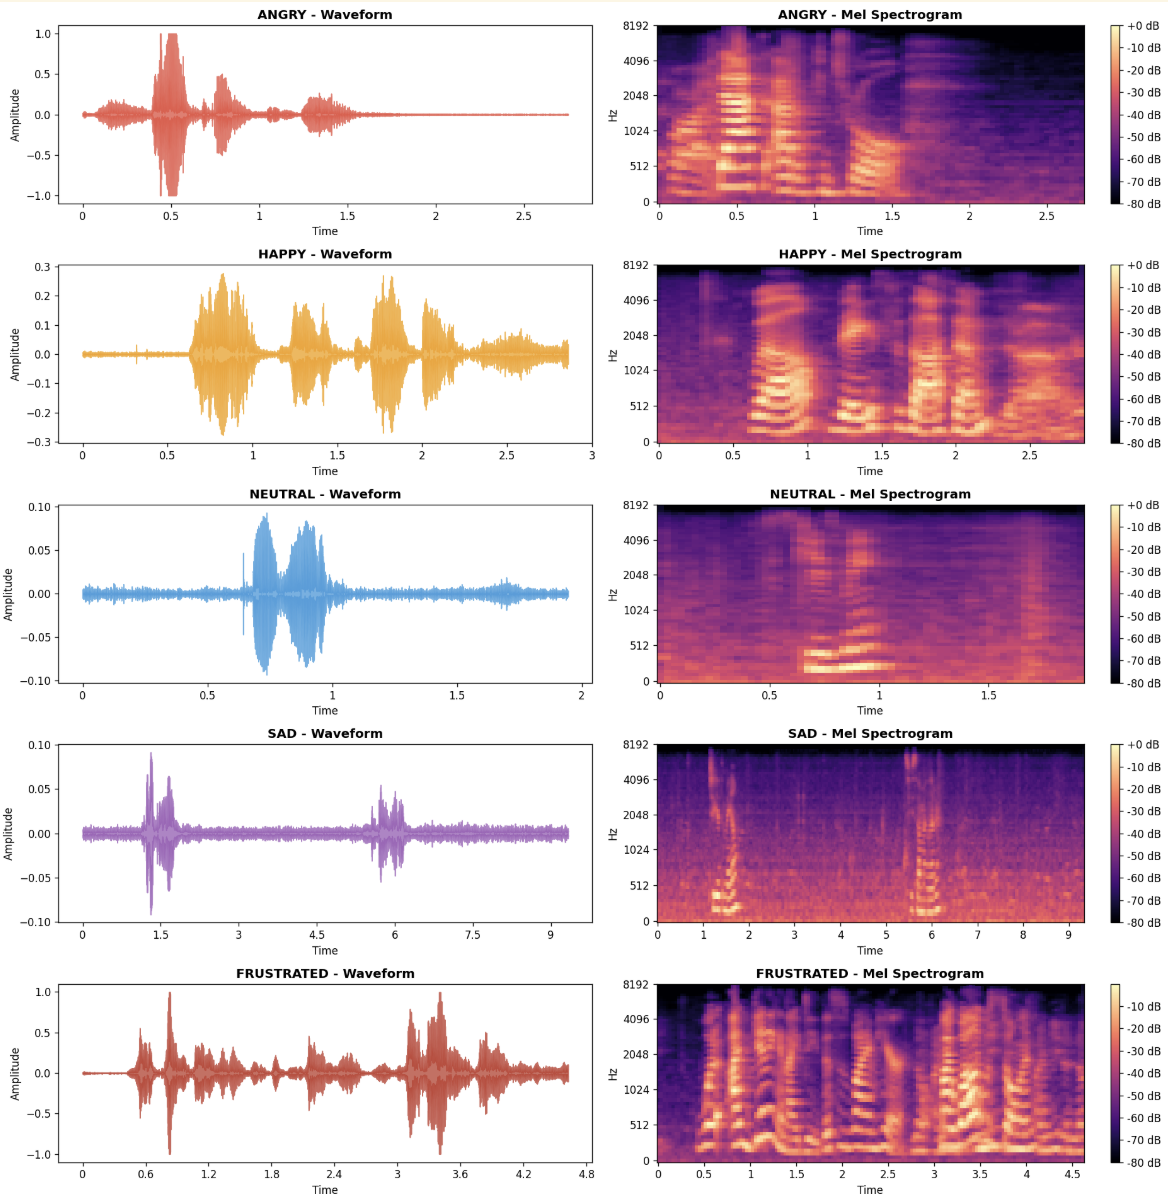 ANGRY - Waveform
1.0
0.5
0.0
−0.5
−1.0
Amplitude
0 0.5 1 1.5 2 2.5
Time
ANGRY - Mel Spectrogram
8192
4096
2048
1024
512
0
Hz
0 0.5 1 1.5 2 2.5
Time
+0 dB
-10 dB
-20 dB
-30 dB
-40 dB
-50 dB
-60 dB
-70 dB
-80 dB
HAPPY - Waveform
0.3
0.2
0.1
0.0
−0.1
−0.2
−0.3
Amplitude
0 0.5 1 1.5 2 2.5 3
Time
HAPPY - Mel Spectrogram
8192
4096
2048
1024
512
0
Hz
0 0.5 1 1.5 2 2.5
Time
+0 dB
-10 dB
-20 dB
-30 dB
-40 dB
-50 dB
-60 dB
-70 dB
-80 dB
NEUTRAL - Waveform
0.10
0.05
0.00
−0.05
−0.10
Amplitude
0 0.5 1 1.5 2
Time
NEUTRAL - Mel Spectrogram
8192
4096
2048
1024
512
0
Hz
0 0.5 1 1.5
Time
+0 dB
-10 dB
-20 dB
-30 dB
-40 dB
-50 dB
-60 dB
-70 dB
-80 dB
SAD - Waveform
0.10
0.05
0.00
−0.05
−0.10
Amplitude
0 1.5 3 4.5 6 7.5 9
Time
SAD - Mel Spectrogram
8192
4096
2048
1024
512
0
Hz
0 1 2 3 4 5 6 7 8 9
Time
+0 dB
-10 dB
-20 dB
-30 dB
-40 dB
-50 dB
-60 dB
-70 dB
-80 dB
FRUSTRATED - Waveform
1.0
0.5
0.0
−0.5
−1.0
Amplitude
0 0.6 1.2 1.8 2.4 3 3.6 4.2 4.8
Time
FRUSTRATED - Mel Spectrogram
8192
4096
2048
1024
512
0
Hz
0 0.5 1 1.5 2 2.5 3 3.5 4 4.5
Time
-10 dB
-20 dB
-30 dB
-40 dB
-50 dB
-60 dB
-70 dB
-80 dB